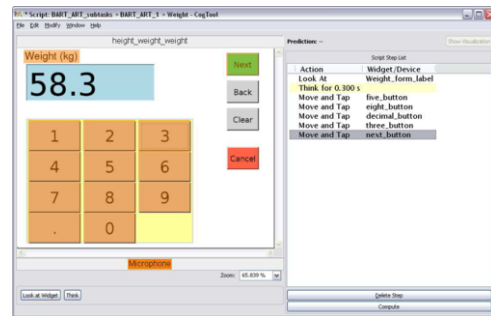 * Script: BART_ART_subtasks > BART_ART_1 > Weight - CogTool
File Edit Modify Window Help
height_weight_weight
Weight (kg)
58.3
Next
Back
Clear
Cancel
1 2 3
4 5 6
7 8 9
. 0
Microphone
Zoom: 65.039 %
Look at Widget Think
Prediction: --
Show Visualization
Script Step List
Action Widget/Device
Look At Weight_form_label
Think for 0.300 s
Move and Tap five_button
Move and Tap eight_button
Move and Tap decimal_button
Move and Tap three_button
Move and Tap next_button
Delete Step
Compute